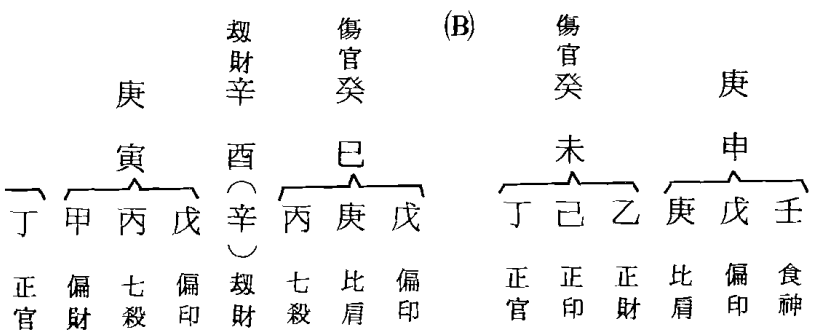 (B)
劫財 傷官 傷官
庚 辛 癸 癸 庚
寅 酉 巳 未 申
丁 甲 丙 戊 (辛) 丙 庚 戊 丁 己 乙 庚 戊 壬
正官 偏財 七殺 偏印 劫財 七殺 比肩 偏印 正官 正印 正財 比肩 偏印 食神